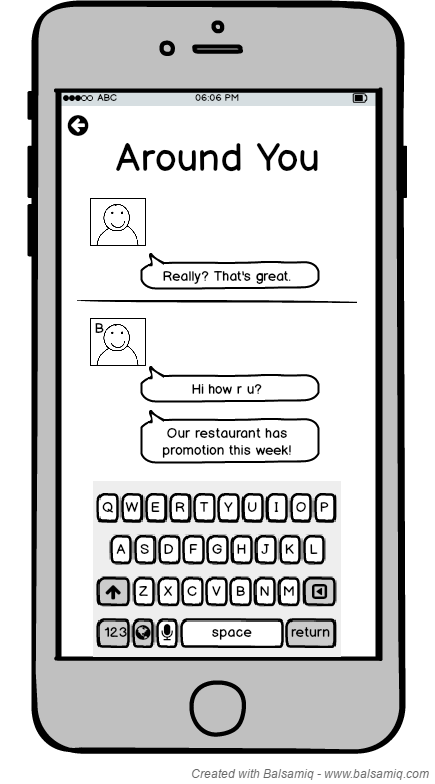 ABC 06:06 PM
Around You
Really? That's great.
B
Hi how r u?
Our restaurant has
promotion this week!
Q W E R T Y U I O P
A S D F G H J K L
Z X C V B N M
123 space return
Created with Balsamiq - www.balsamiq.com